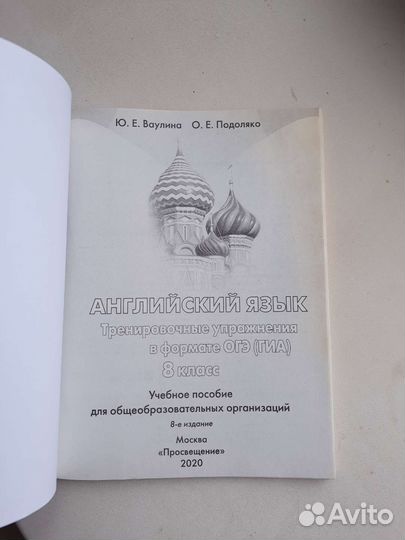 Ю. Е. Ваулина О. Е. Подоляко
АНГЛИЙСКИЙ ЯЗЫК
Тренировочные упражнения
в формате ОГЭ (ГИА)
8 класс
Учебное пособие
для общеобразовательных организаций
8-е издание
Москва
«Просвещение»
2020
Avito